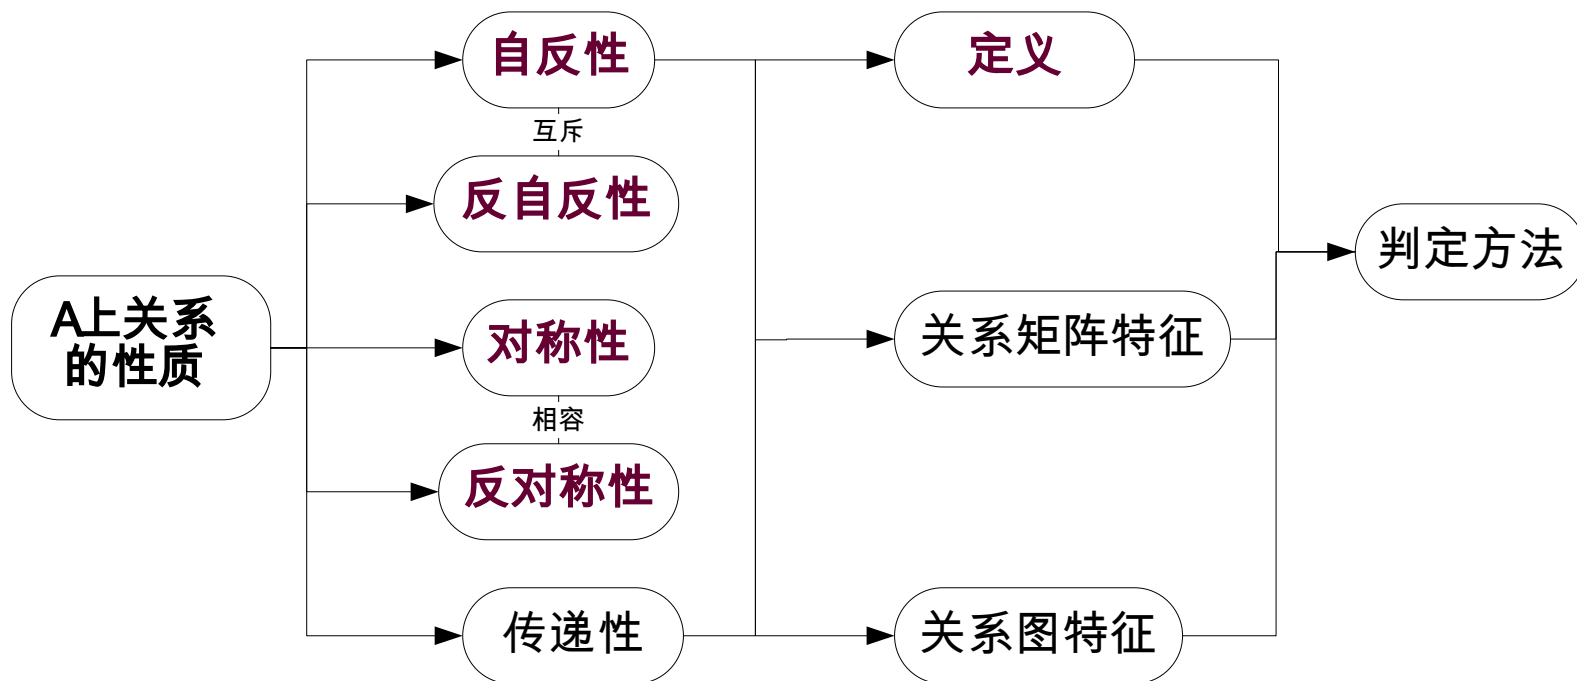 自反性
定义
互斥
反自反性
判定方法
A上关系
的性质
对称性
关系矩阵特征
相容
反对称性
传递性
关系图特征